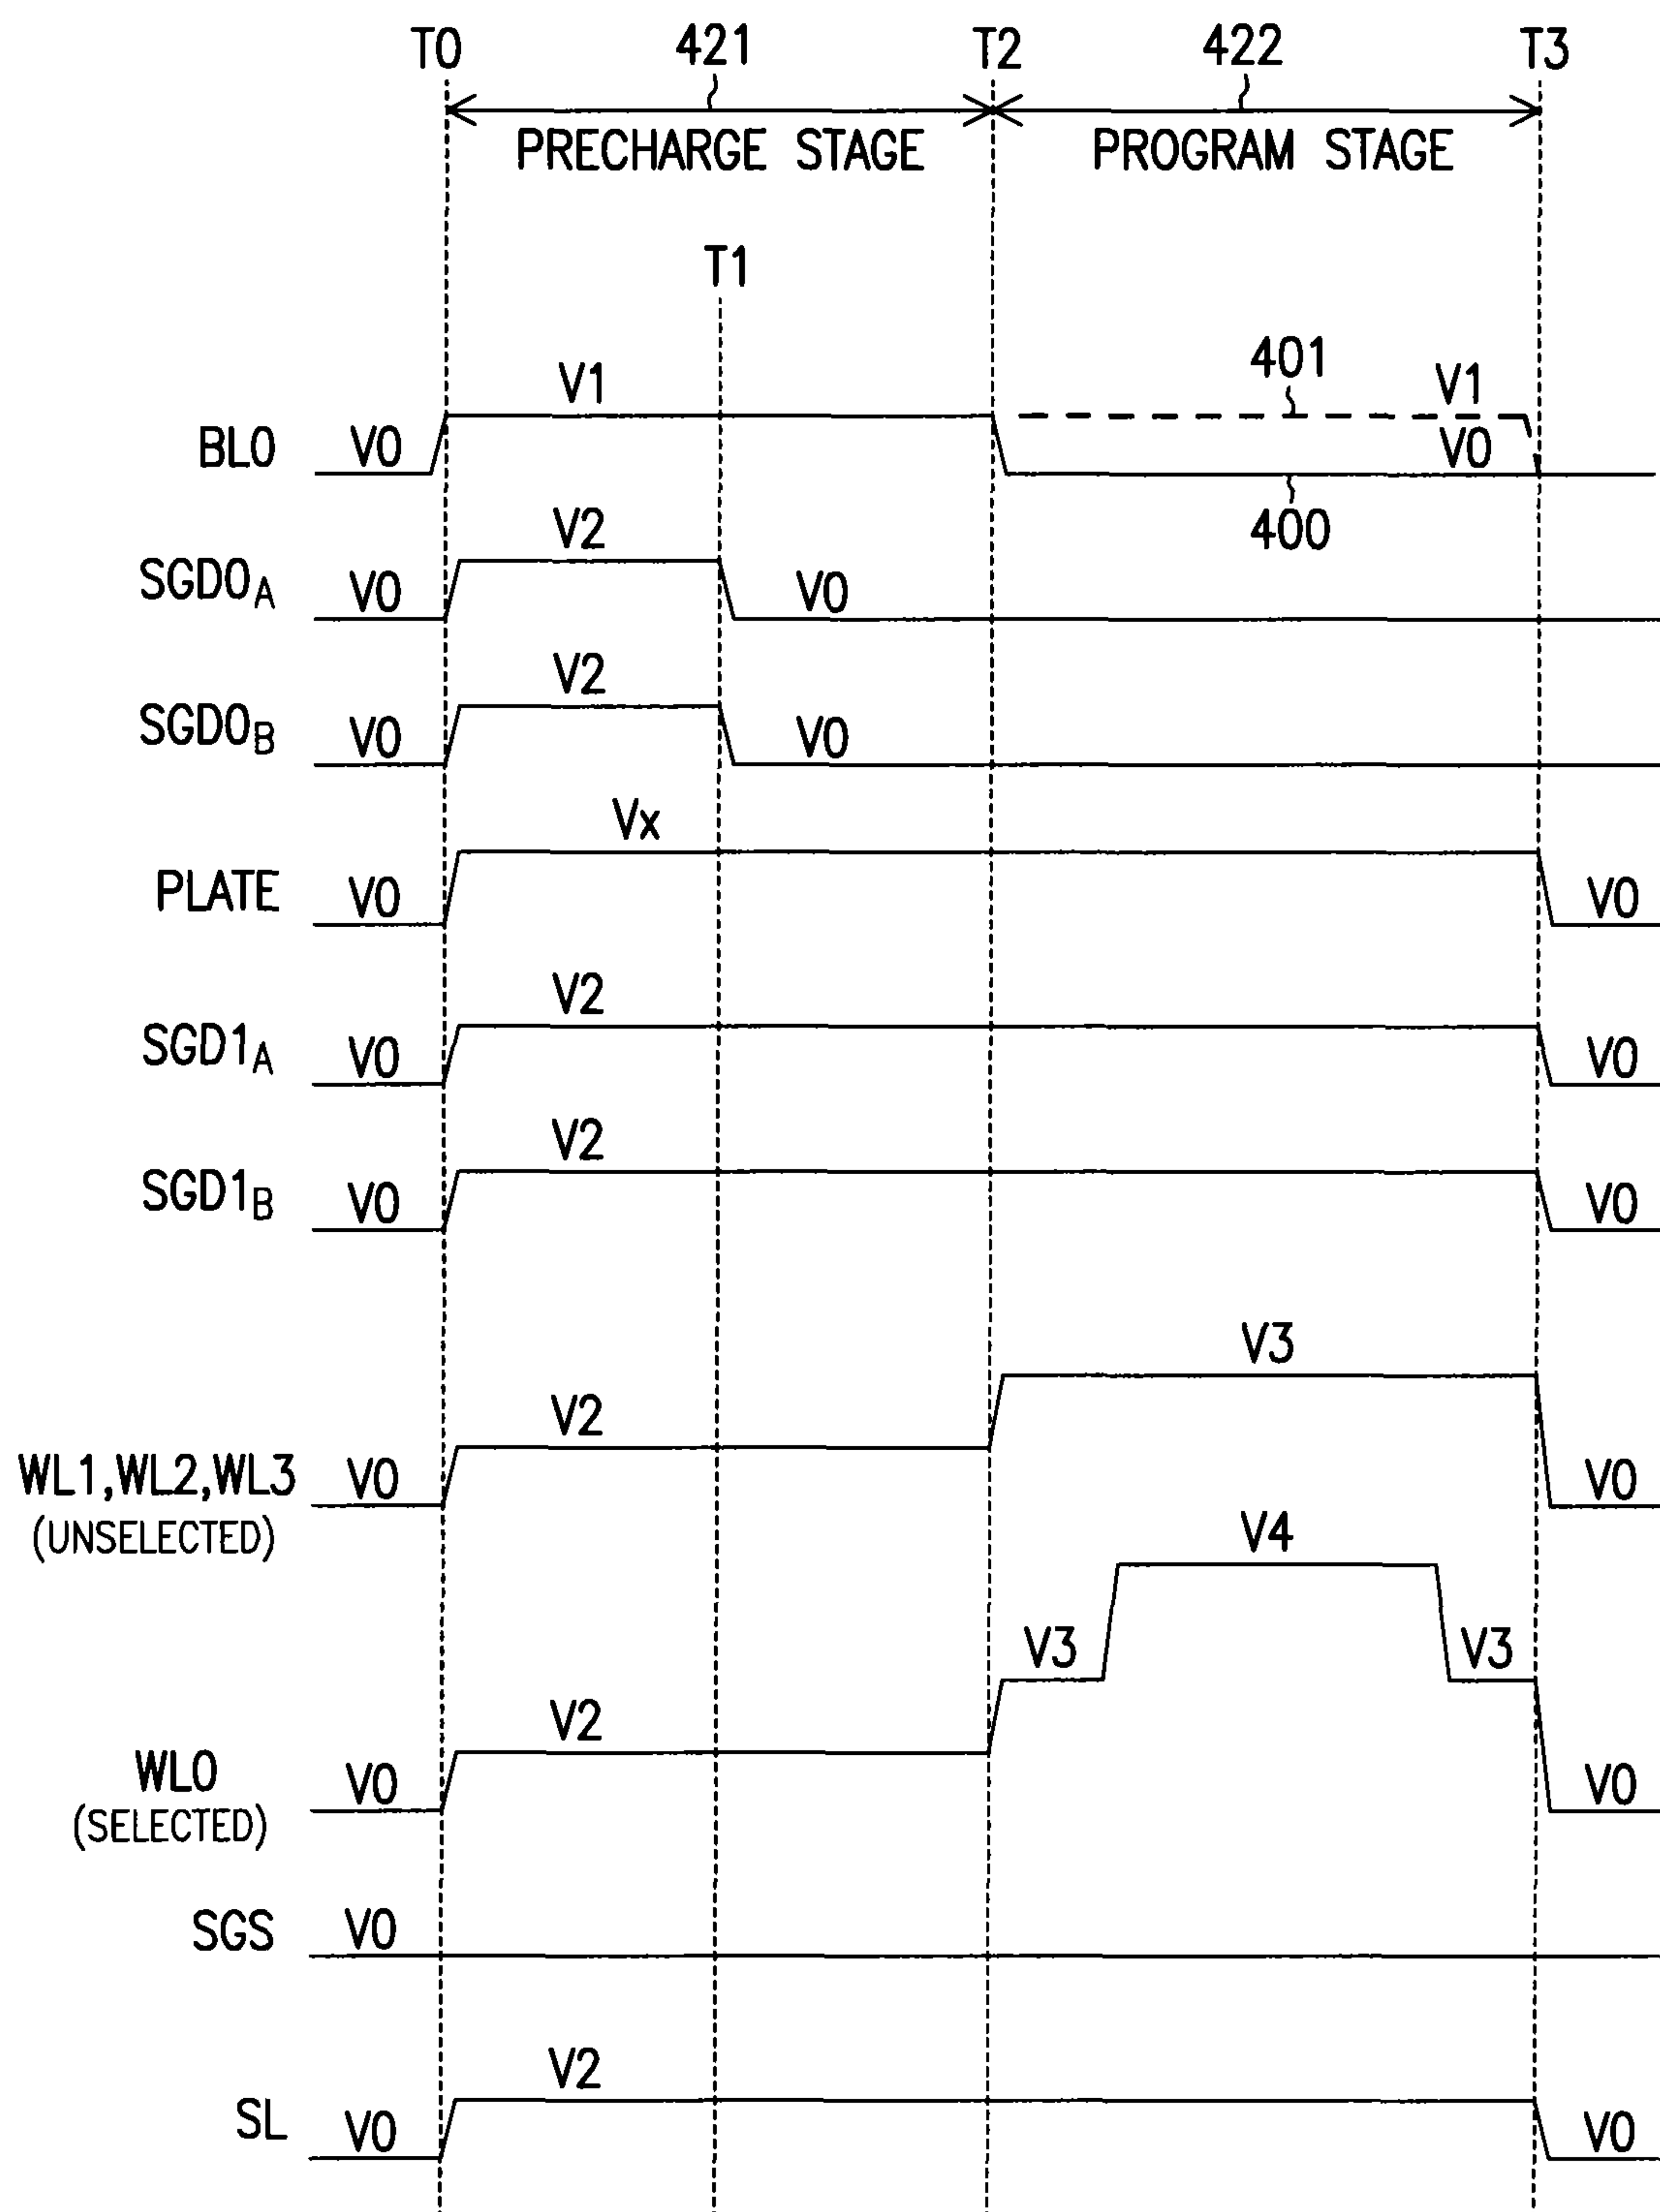 T0 421 T2 422 T3
PRECHARGE STAGE PROGRAM STAGE
T1
V1 401 V1
BL0 V0 V0
400
V2
SGD0A V0 V0
V2
SGD0B V0 V0
Vx
PLATE V0 V0
V2
SGD1A V0 V0
V2
SGD1B V0 V0
V3
V2
WL1,WL2,WL3 V0 V0
(UNSELECTED)
V4
V3 V3
V2
WL0 V0 V0
(SELECTED)
SGS V0
V2
SL V0 V0